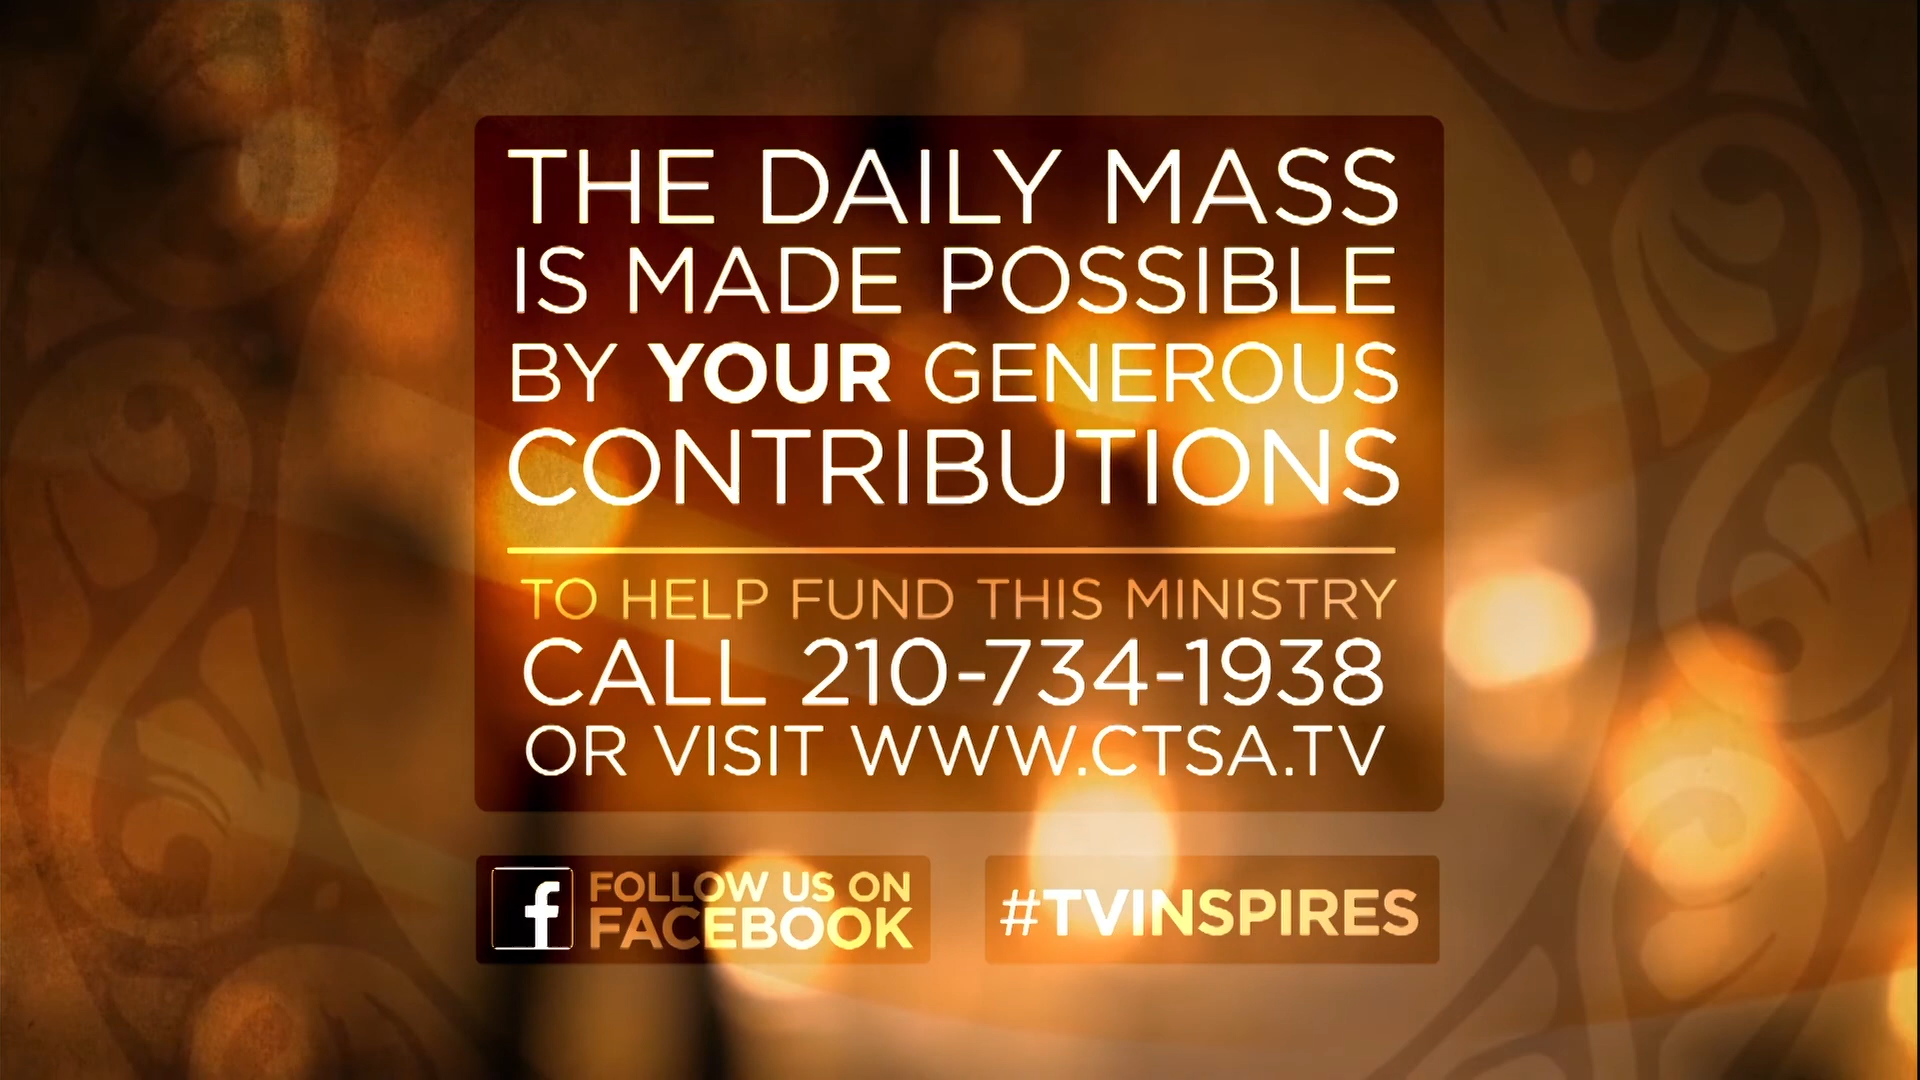 THE DAILY MASS
IS MADE POSSIBLE
BY YOUR GENEROUS
CONTRIBUTIONS
TO HELP FUND THIS MINISTRY
CALL 210-734-1938
OR VISIT WWW.CTSA.TV
f
FOLLOW US ON
FACEBOOK
#TVINSPIRES